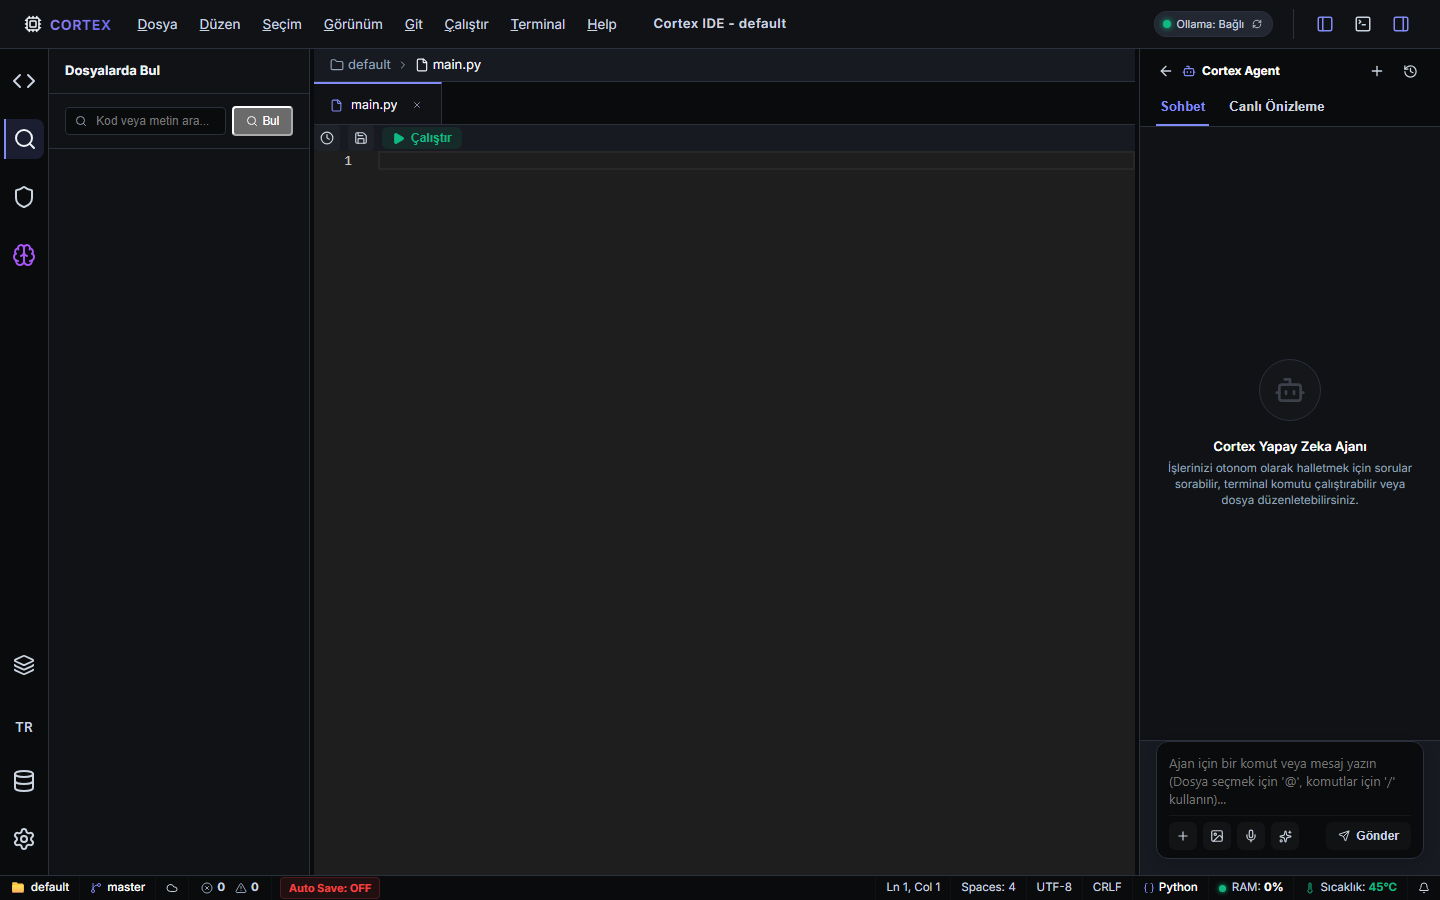 CORTEX Dosya Düzen Seçim Görünüm Git Çalıştır Terminal Help Cortex IDE - default Ollama: Bağlı
Dosyalarda Bul
Kod veya metin ara... Bul
default main.py
main.py
Çalıştır
1
Cortex Agent
Sohbet Canlı Önizleme
Cortex Yapay Zeka Ajanı
İşlerinizi otonom olarak halletmek için sorular
sorabilir, terminal komutu çalıştırabilir veya
dosya düzenletebilirsiniz.
Ajan için bir komut veya mesaj yazın
(Dosya seçmek için '@', komutlar için '/'
kullanın)...
Gönder
TR
default master 0 0 Auto Save: OFF Ln 1, Col 1 Spaces: 4 UTF-8 CRLF Python RAM: 0% Sıcaklık: 45°C